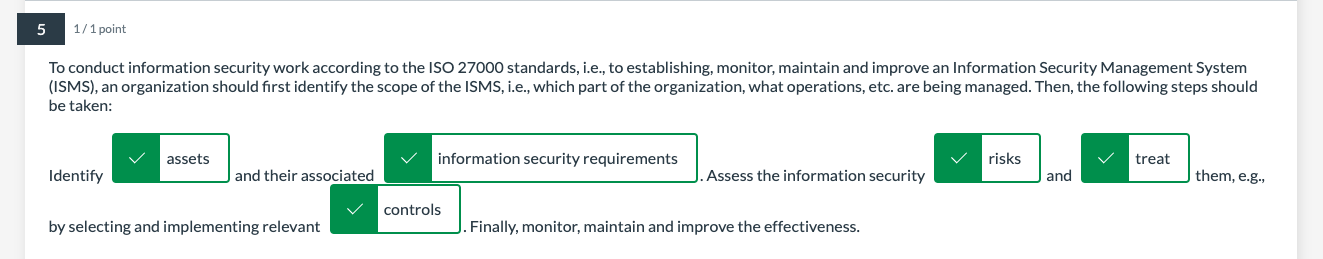 5 1 / 1 point
To conduct information security work according to the ISO 27000 standards, i.e., to establishing, monitor, maintain and improve an Information Security Management System
(ISMS), an organization should first identify the scope of the ISMS, i.e., which part of the organization, what operations, etc. are being managed. Then, the following steps should
be taken:
Identify assets and their associated information security requirements . Assess the information security risks and treat them, e.g.,
by selecting and implementing relevant controls . Finally, monitor, maintain and improve the effectiveness.